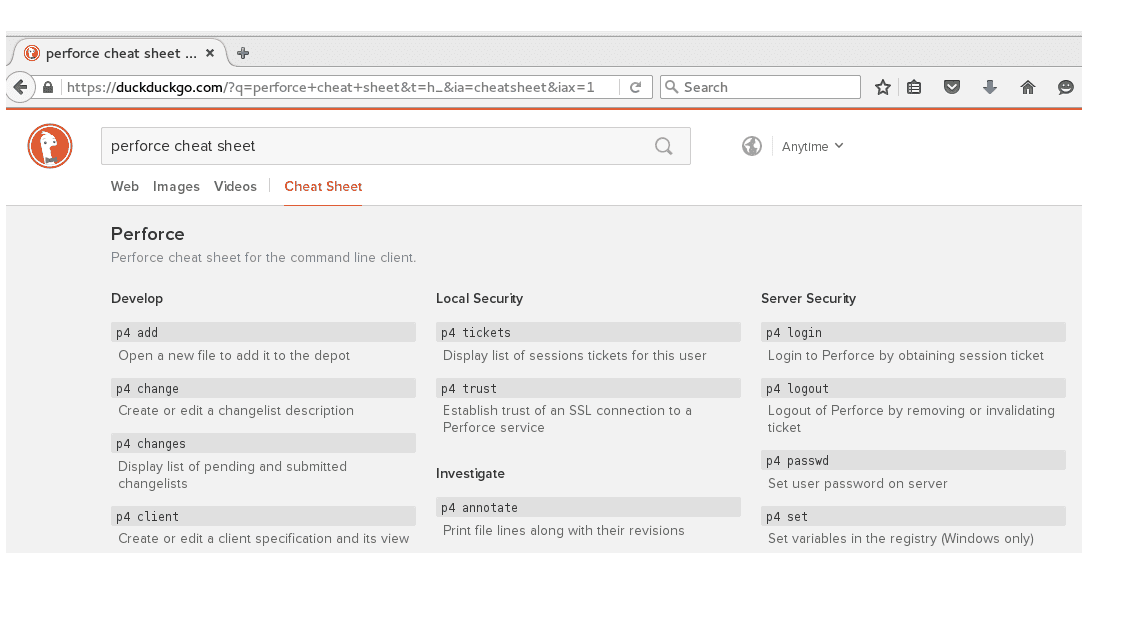 perforce cheat sheet ...
https://duckduckgo.com/?q=perforce+cheat+sheet&t=h_&ia=cheatsheet&iax=1
Search
perforce cheat sheet
Anytime
Web Images Videos Cheat Sheet
Perforce
Perforce cheat sheet for the command line client.
Develop
p4 add
Open a new file to add it to the depot
p4 change
Create or edit a changelist description
p4 changes
Display list of pending and submitted
changelists
p4 client
Create or edit a client specification and its view
Local Security
p4 tickets
Display list of sessions tickets for this user
p4 trust
Establish trust of an SSL connection to a
Perforce service
Investigate
p4 annotate
Print file lines along with their revisions
Server Security
p4 login
Login to Perforce by obtaining session ticket
p4 logout
Logout of Perforce by removing or invalidating
ticket
p4 passwd
Set user password on server
p4 set
Set variables in the registry (Windows only)